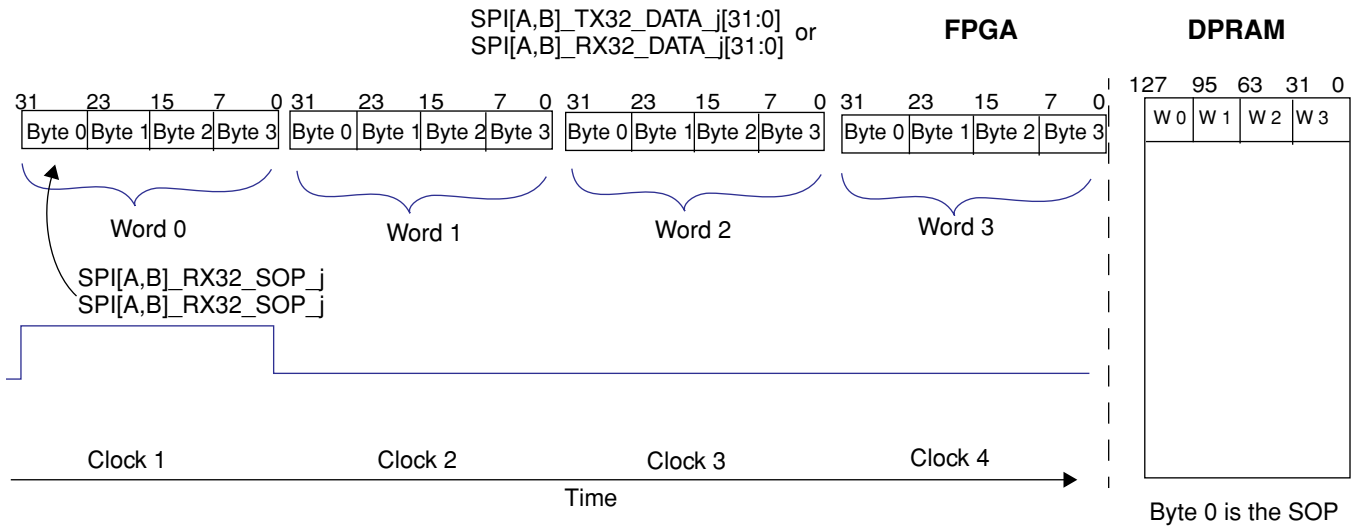 SPI[A,B]_TX32_DATA_j[31:0] or
SPI[A,B]_RX32_DATA_j[31:0]
FPGA
DPRAM
31 23 15 7 0 31 23 15 7 0 31 23 15 7 0 31 23 15 7 0
127 95 63 31 0
Byte 0 Byte 1 Byte 2 Byte 3 Byte 0 Byte 1 Byte 2 Byte 3 Byte 0 Byte 1 Byte 2 Byte 3 Byte 0 Byte 1 Byte 2 Byte 3
W 0 W 1 W 2 W 3
Word 0 Word 1 Word 2 Word 3
SPI[A,B]_RX32_SOP_j
SPI[A,B]_RX32_SOP_j
Clock 1 Clock 2 Clock 3 Clock 4
Time
Byte 0 is the SOP